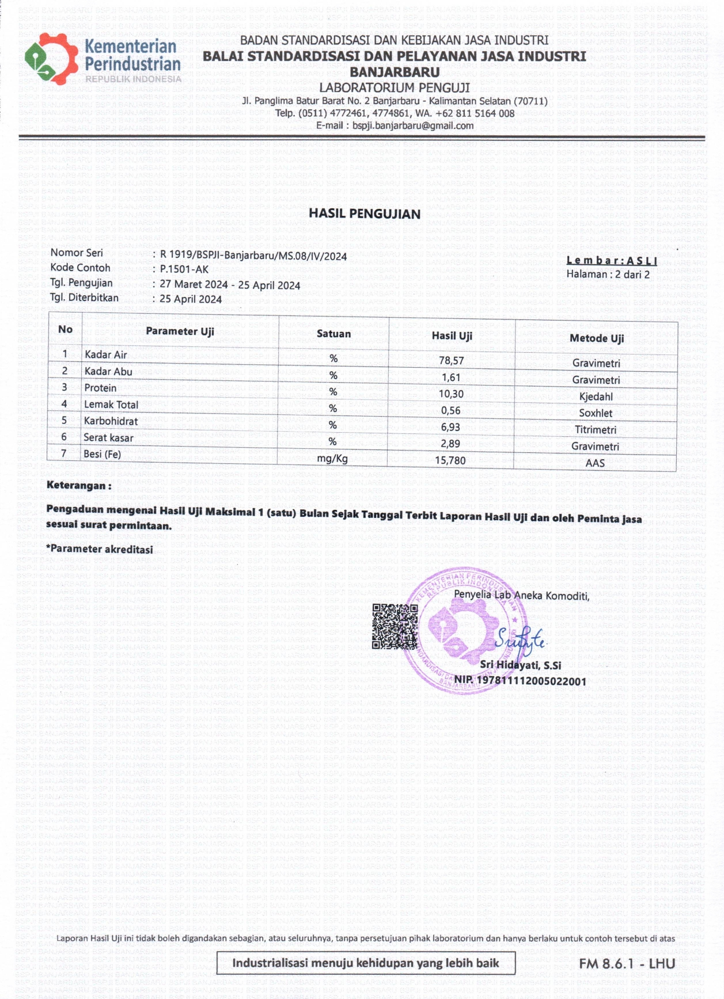 Kementerian
Perindustrian
REPUBLIK INDONESIA
BADAN STANDARDISASI DAN KEBIJAKAN JASA INDUSTRI
BALAI STANDARDISASI DAN PELAYANAN JASA INDUSTRI
BANJARBARU
LABORATORIUM PENGUJI
Jl. Panglima Batur Barat No. 2 Banjarbaru - Kalimantan Selatan (70711)
Telp. (0511) 4772461, 4774861, WA. +62 811 5164 008
E-mail : bspji.banjarbaru@gmail.com
HASIL PENGUJIAN
Nomor Seri : R 1919/BSPJI-Banjarbaru/MS.08/IV/2024
Kode Contoh : P.1501-AK
Tgl. Pengujian : 27 Maret 2024 - 25 April 2024
Tgl. Diterbitkan : 25 April 2024
Lembar:ASLI
Halaman : 2 dari 2
No Parameter Uji Satuan Hasil Uji Metode Uji
1 Kadar Air % 78,57 Gravimetri
2 Kadar Abu % 1,61 Gravimetri
3 Protein % 10,30 Kjedahl
4 Lemak Total % 0,56 Soxhlet
5 Karbohidrat % 6,93 Titrimetri
6 Serat kasar % 2,89 Gravimetri
7 Besi (Fe) mg/Kg 15,780 AAS
Keterangan :
Pengaduan mengenai Hasil Uji Maksimal 1 (satu) Bulan Sejak Tanggal Terbit Laporan Hasil Uji dan oleh Peminta jasa
sesuai surat permintaan.
*Parameter akreditasi
KEMENTERIAN PERINDUSTRIAN
REPUBLIK INDONESIA
Penyelia Lab Aneka Komoditi,
Sri Hidayati, S.Si
NIP. 197811112005022001
BANJARBARU
Laporan Hasil Uji ini tidak boleh digandakan sebagian, atau seluruhnya, tanpa persetujuan pihak laboratorium dan hanya berlaku untuk contoh tersebut di atas
Industrialisasi menuju kehidupan yang lebih baik
FM 8.6.1 - LHU